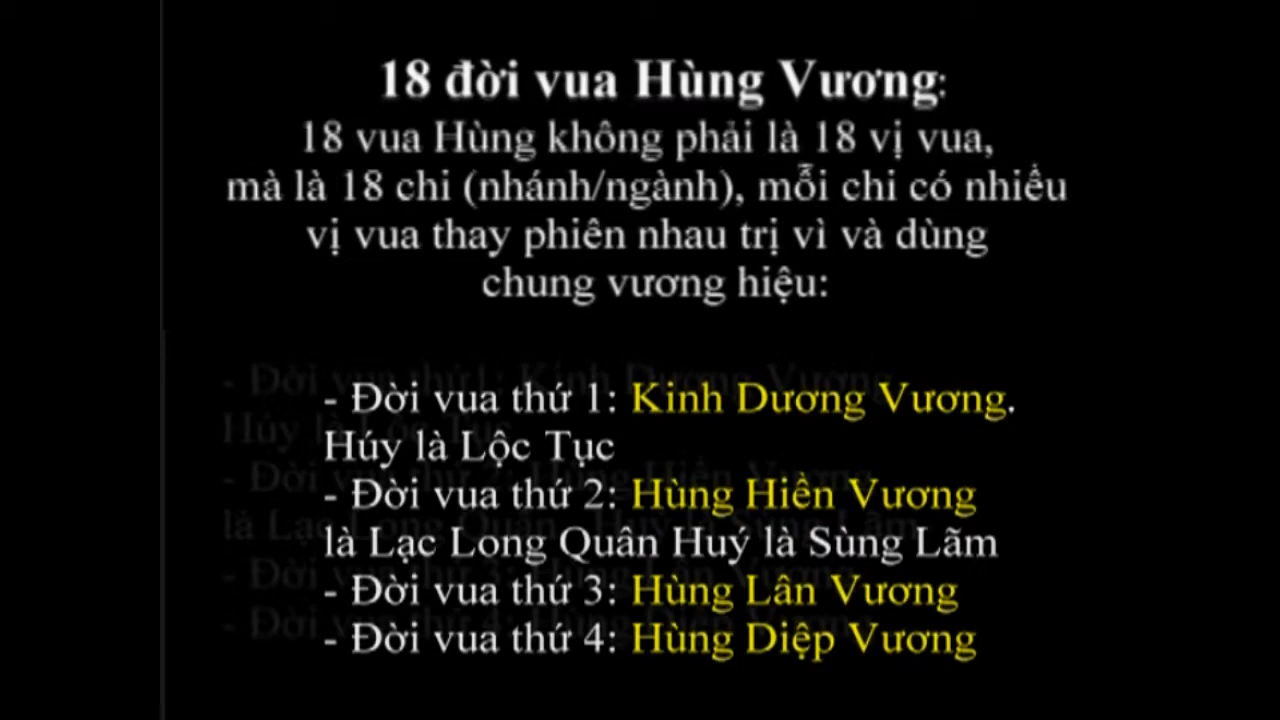 18 đời vua Hùng Vương:
18 vua Hùng không phải là 18 vị vua,
mà là 18 chi (nhánh/ngành), mỗi chi có nhiều
vị vua thay phiên nhau trị vì và dùng
chung vương hiệu:
- Đời vua thứ 1: Kinh Dương Vương.
Húy là Lộc Tục
- Đời vua thứ 2: Hùng Hiền Vương
là Lạc Long Quân Huý là Sùng Lãm
- Đời vua thứ 3: Hùng Lân Vương
- Đời vua thứ 4: Hùng Diệp Vương